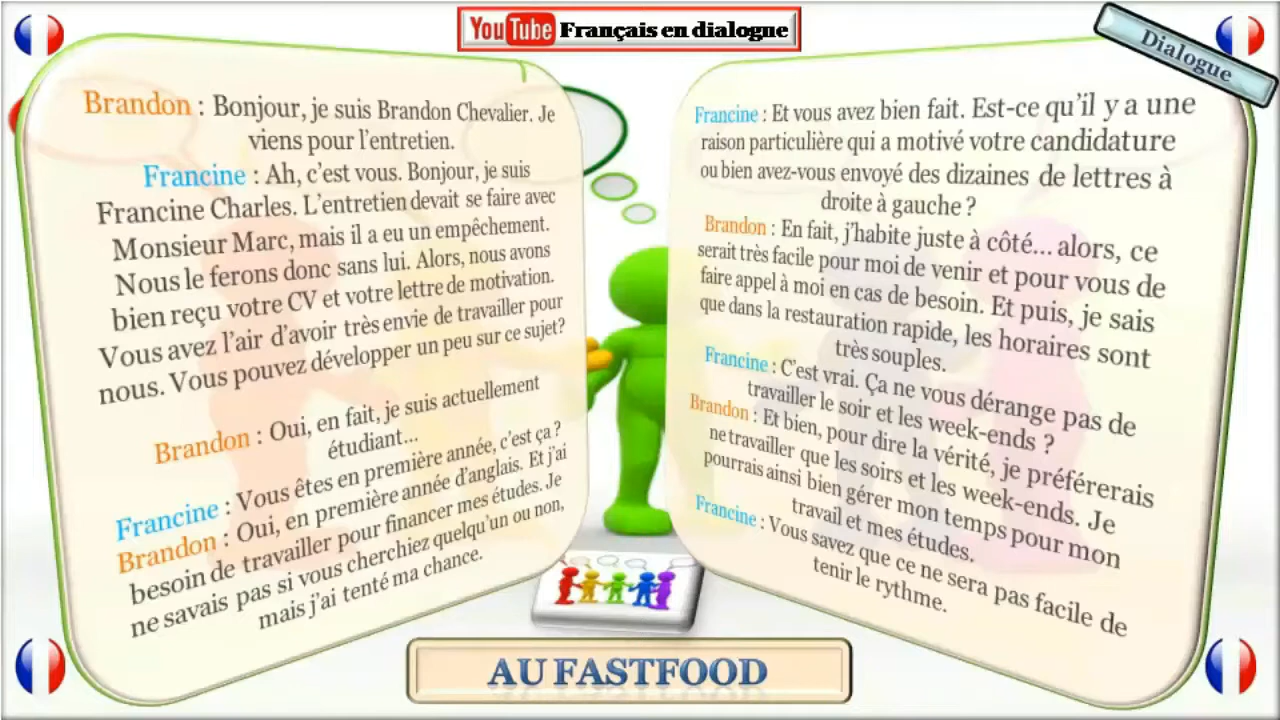 YouTube Français en dialogue
Dialogue
Brandon : Bonjour, je suis Brandon Chevalier. Je
viens pour l'entretien.
Francine : Ah, c'est vous. Bonjour, je suis
Francine Charles. L'entretien devait se faire avec
Monsieur Marc, mais il a eu un empêchement.
Nous le ferons donc sans lui. Alors, nous avons
bien reçu votre CV et votre lettre de motivation.
Vous avez l'air d'avoir très envie de travailler pour
nous. Vous pouvez développer un peu sur ce sujet?
Brandon : Oui, en fait, je suis actuellement
étudiant...
Francine : Vous êtes en première année, c'est ça ?
Brandon : Oui, en première année d'anglais. Et j'ai
besoin de travailler pour financer mes études. Je
ne savais pas si vous cherchiez quelqu'un ou non,
mais j'ai tenté ma chance.
Francine : Et vous avez bien fait. Est-ce qu'il y a une
raison particulière qui a motivé votre candidature
ou bien avez-vous envoyé des dizaines de lettres à
droite à gauche ?
Brandon : En fait, j'habite juste à côté... alors, ce
serait très facile pour moi de venir et pour vous de
faire appel à moi en cas de besoin. Et puis, je sais
que dans la restauration rapide, les horaires sont
très souples.
Francine : C'est vrai. Ça ne vous dérange pas de
travailler le soir et les week-ends ?
Brandon : Et bien, pour dire la vérité, je préférerais
ne travailler que les soirs et les week-ends. Je
pourrais ainsi bien gérer mon temps pour mon
travail et mes études.
Francine : Vous savez que ce ne sera pas facile de
tenir le rythme.
AU FASTFOOD